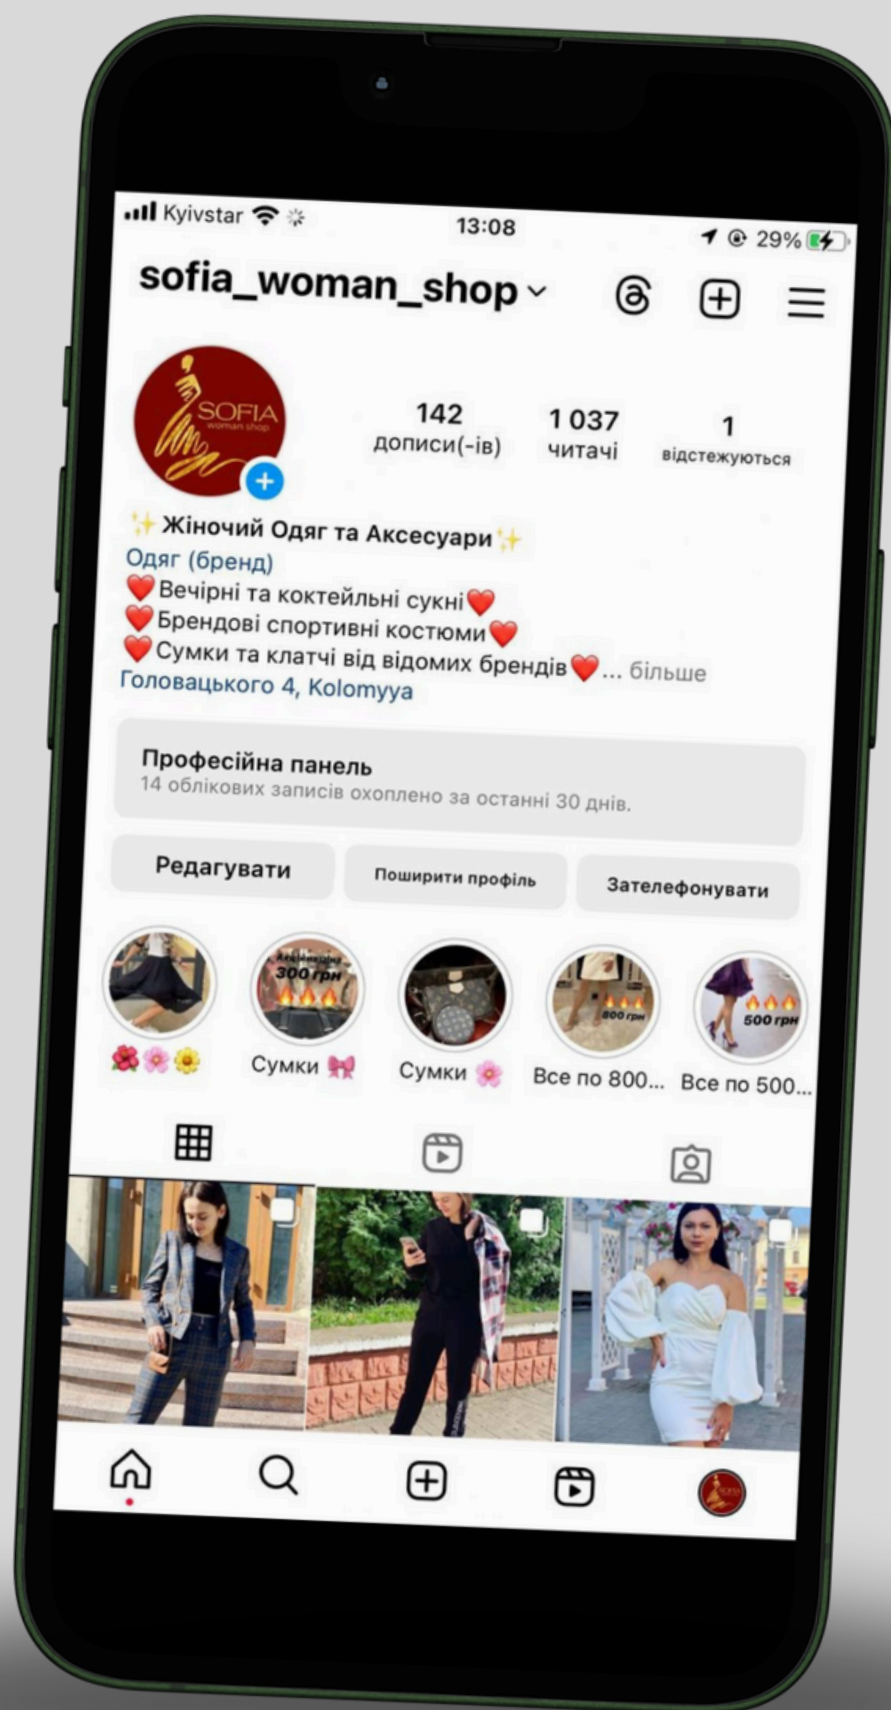 Kyivstar
13:08
29%
sofia_woman_shop
SOFIA
woman shop
142
дописи(-ів)
1 037
читачі
1
відстежуються
✨ Жіночий Одяг та Аксесуари✨
Одяг (бренд)
❤️Вечірні та коктейльні сукні❤️
❤️Брендові спортивні костюми❤️
❤️Сумки та клатчі від відомих брендів❤️... більше
Головацького 4, Kolomyya
Професійна панель
14 облікових записів охоплено за останні 30 днів.
Редагувати
Поширити профіль
Зателефонувати
300 грн
800 грн
500 грн
🌺🌸🌼
Сумки 🎀
Сумки 🌸
Все по 800...
Все по 500...
SOFIA